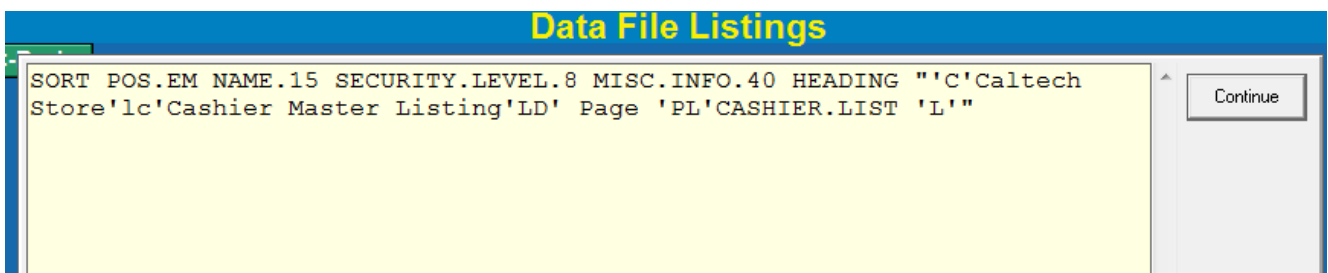 Data File Listings
SORT POS.EM NAME.15 SECURITY.LEVEL.8 MISC.INFO.40 HEADING "'C'Caltech
Store'lc'Cashier Master Listing'LD' Page 'PL'CASHIER.LIST 'L'"
Continue